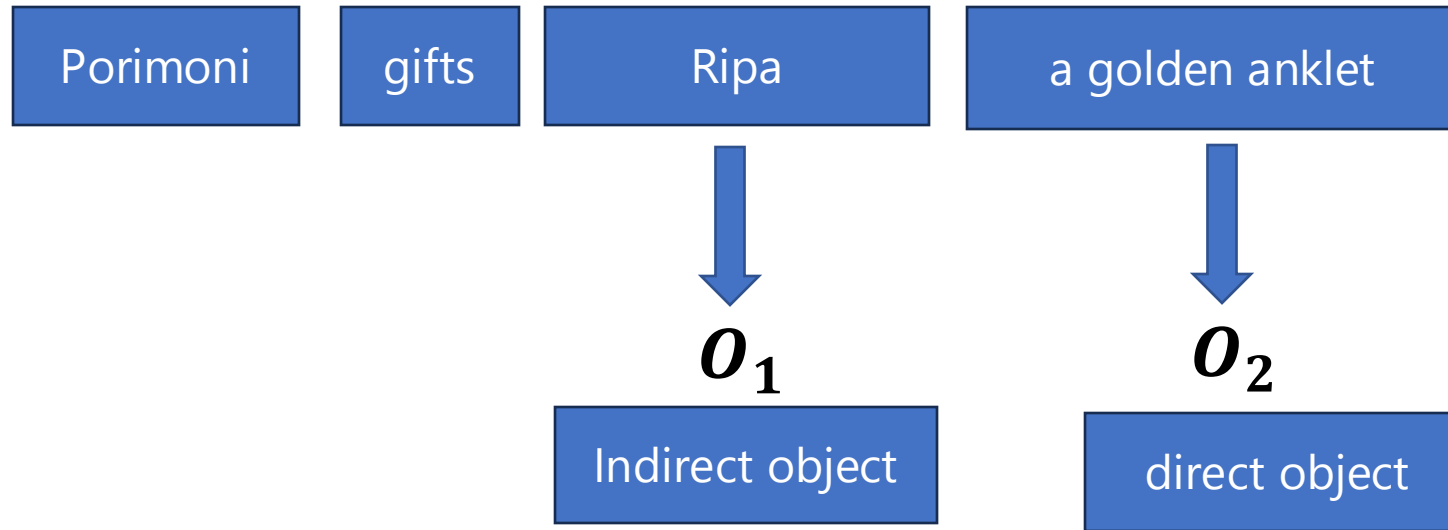 Porimoni gifts Ripa a golden anklet
O₁ O₂
Indirect object direct object